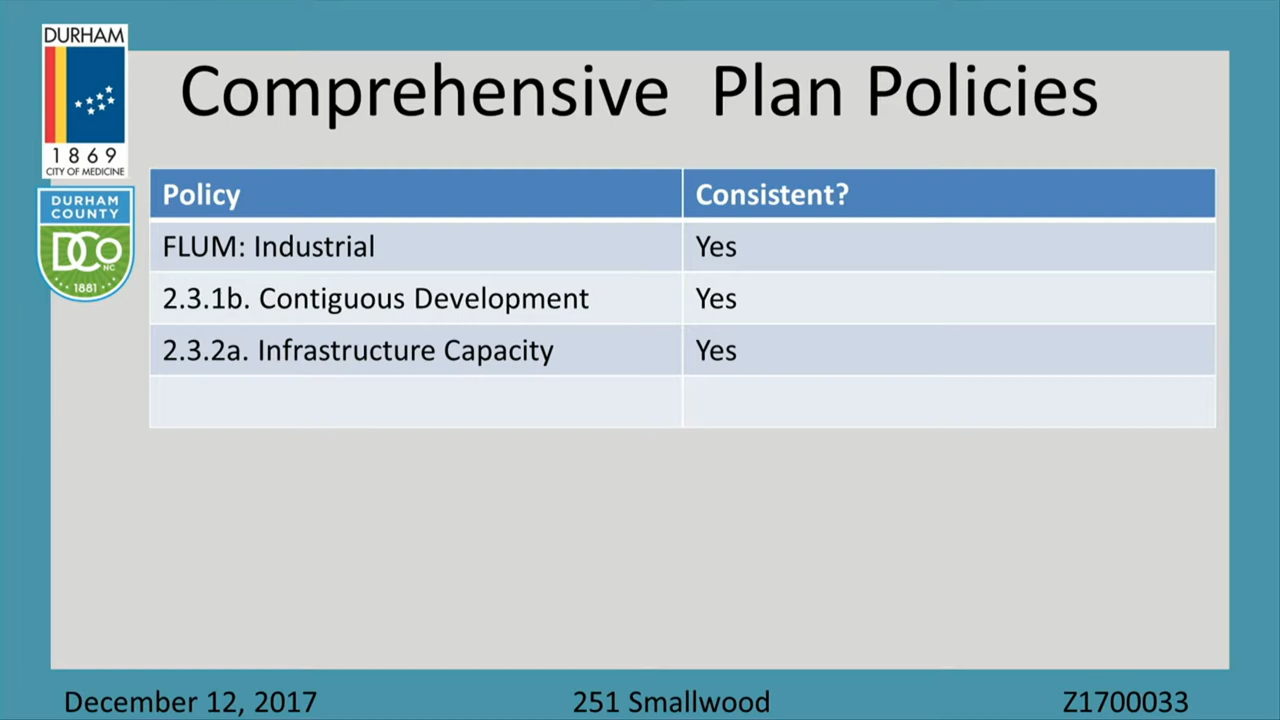 DURHAM
1869
CITY OF MEDICINE
DURHAM
COUNTY
DCO
NC
1881
Comprehensive Plan Policies
Policy Consistent?
FLUM: Industrial Yes
2.3.1b. Contiguous Development Yes
2.3.2a. Infrastructure Capacity Yes
December 12, 2017 251 Smallwood Z1700033